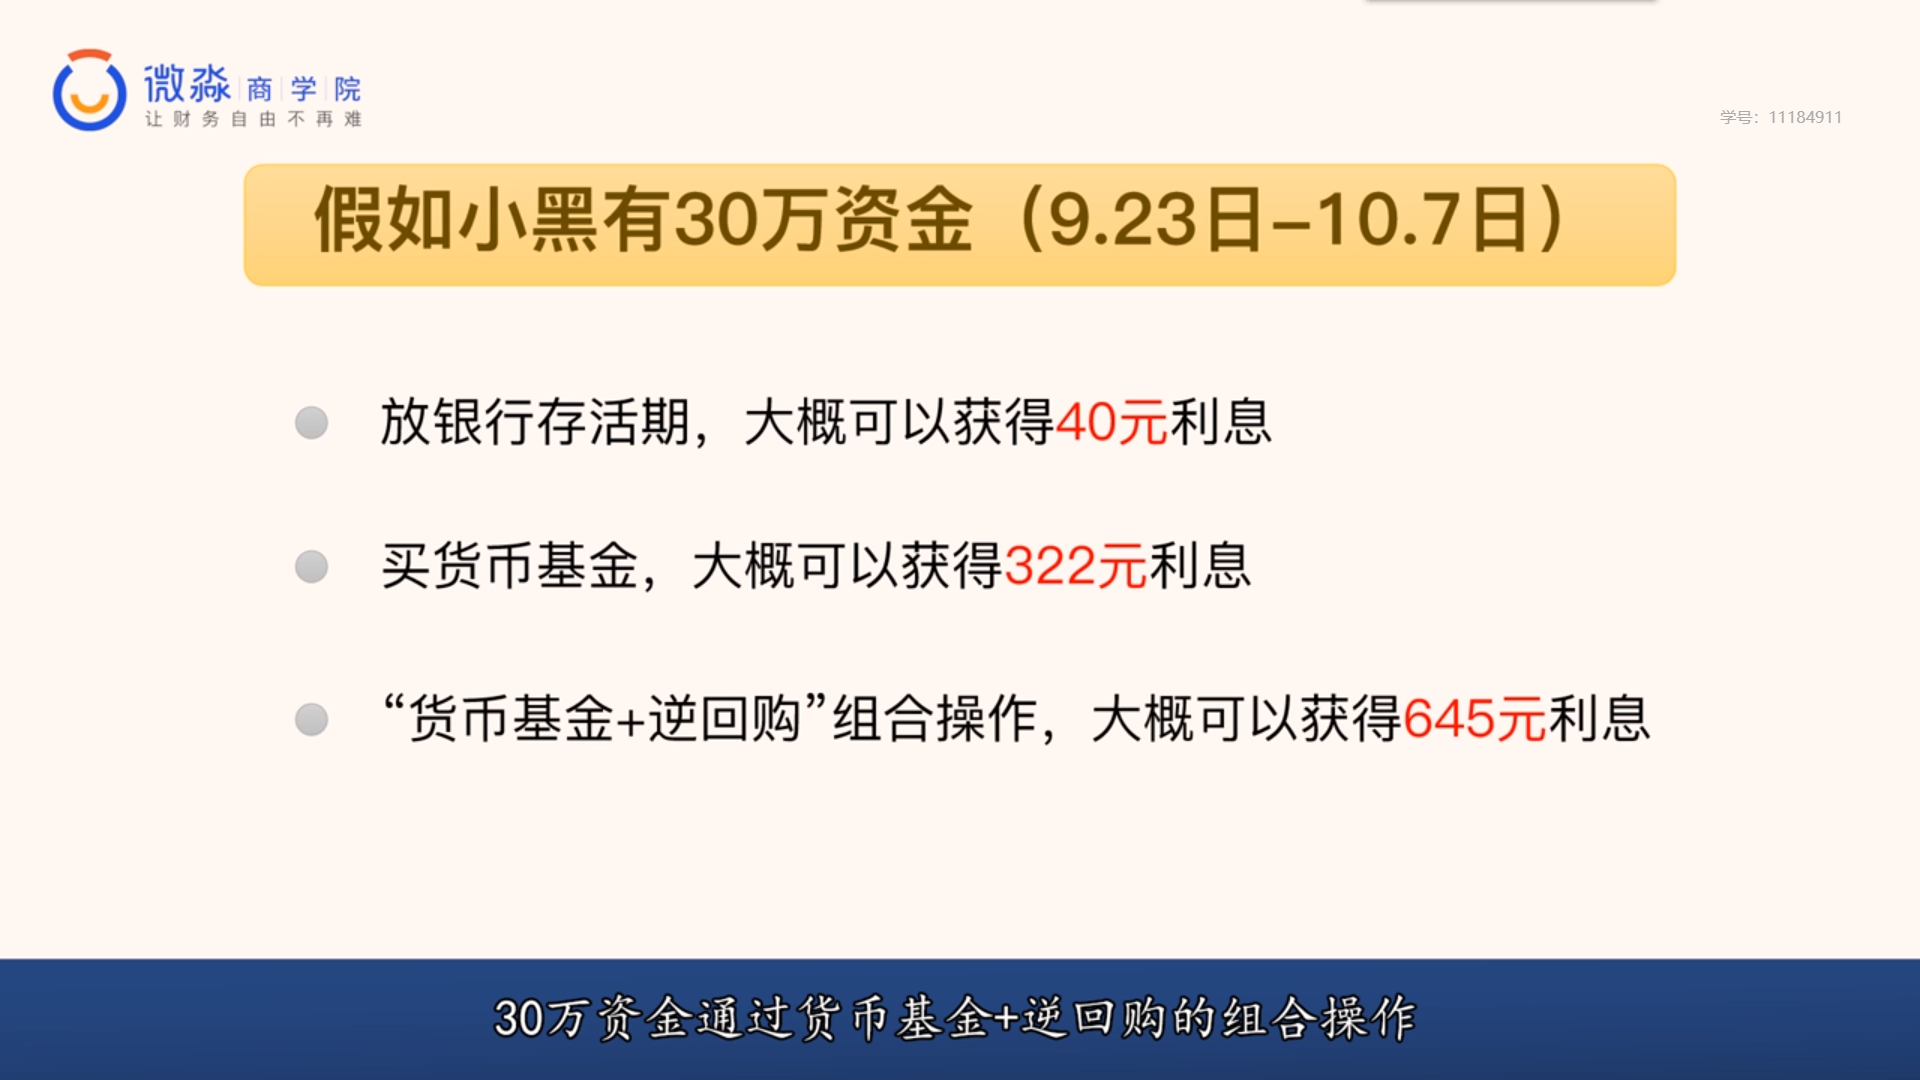 微淼商学院
让财务自由不再难
学号：11184911
假如小黑有30万资金（9.23日-10.7日）
放银行存活期，大概可以获得40元利息
买货币基金，大概可以获得322元利息
“货币基金+逆回购”组合操作，大概可以获得645元利息
30万资金通过货币基金+逆回购的组合操作